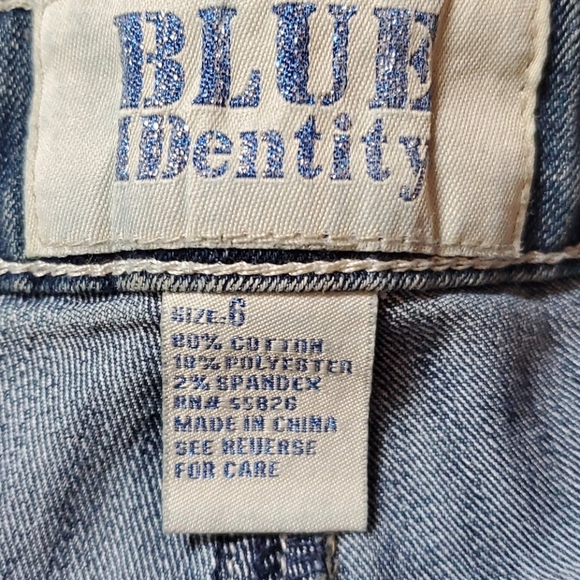 BLUE
IDentity
SIZE:6
80% COTTON
18% POLYESTER
2% SPANDEX
RN# 55826
MADE IN CHINA
SEE REVERSE
FOR CARE